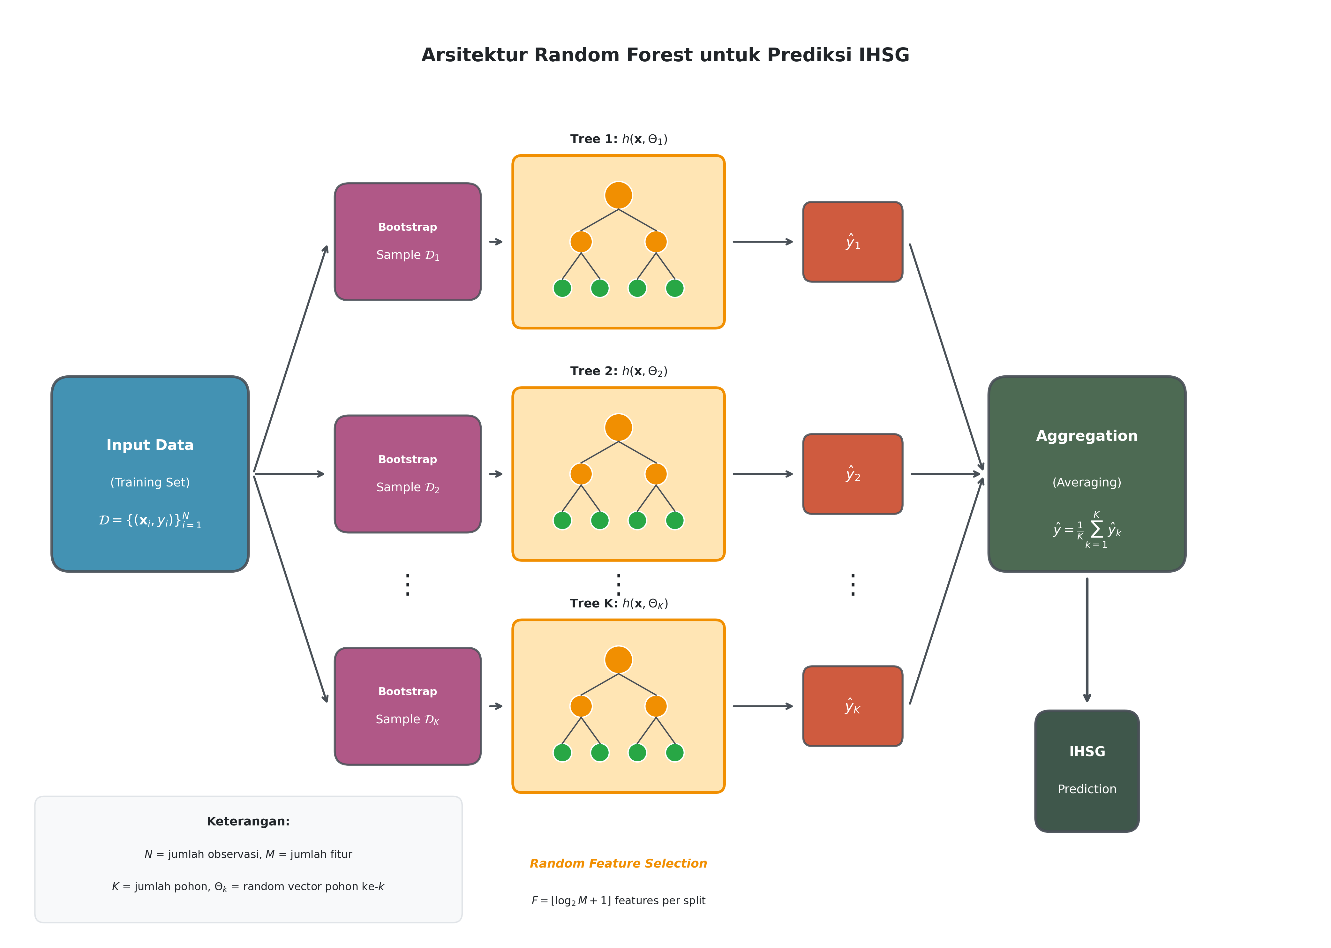 Arsitektur Random Forest untuk Prediksi IHSG
Tree 1: h(x, Θ₁)
Bootstrap
Sample 𝒟₁
ŷ₁
Tree 2: h(x, Θ₂)
Input Data
(Training Set)
𝒟 = {(xᵢ, yᵢ)}ᵢ₌₁ᴺ
Bootstrap
Sample 𝒟₂
ŷ₂
Aggregation
(Averaging)
ŷ = 1/K ∑ₖ₌₁ᴷ ŷₖ
⋮ ⋮ ⋮
Tree K: h(x, Θ_K)
Bootstrap
Sample 𝒟_K
ŷ_K
IHSG
Prediction
Keterangan:
N = jumlah observasi, M = jumlah fitur
K = jumlah pohon, Θₖ = random vector pohon ke-k
Random Feature Selection
F = ⌊log₂ M + 1⌋ features per split